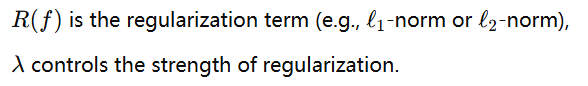 R(f) is the regularization term (e.g., ℓ₁-norm or ℓ₂-norm),
λ controls the strength of regularization.